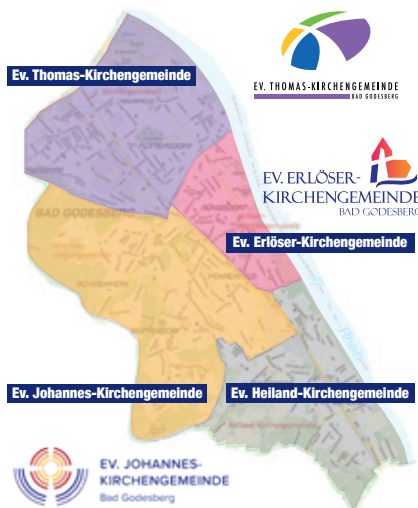 Ev. Thomas-Kirchengemeinde
EV. THOMAS-KIRCHENGEMEINDE
BAD GODESBERG
EV. ERLÖSER-
KIRCHENGEMEINDE
BAD GODESBERG
Ev. Erlöser-Kirchengemeinde
BAD GODESBERG
Ev. Johannes-Kirchengemeinde
Ev. Heiland-Kirchengemeinde
EV. JOHANNES-
KIRCHENGEMEINDE
Bad Godesberg